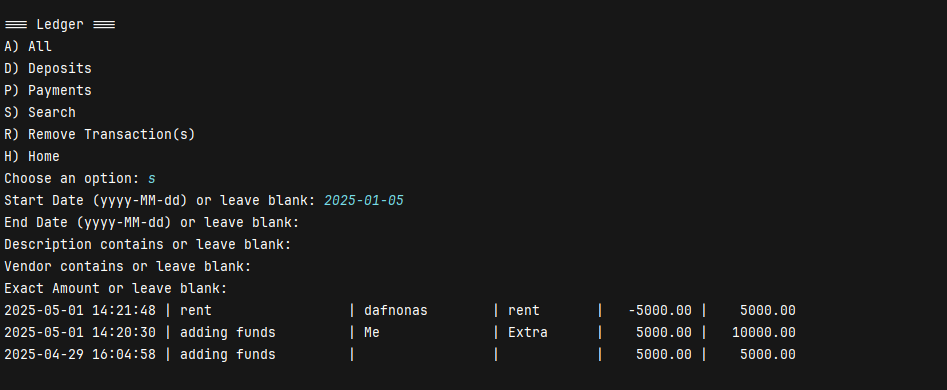 === Ledger ===
A) All
D) Deposits
P) Payments
S) Search
R) Remove Transaction(s)
H) Home
Choose an option: s
Start Date (yyyy-MM-dd) or leave blank: 2025-01-05
End Date (yyyy-MM-dd) or leave blank:
Description contains or leave blank:
Vendor contains or leave blank:
Exact Amount or leave blank:
2025-05-01 14:21:48 | rent                 | dafnonas        | rent       |   -5000.00 |    5000.00
2025-05-01 14:20:30 | adding funds         | Me              | Extra      |    5000.00 |   10000.00
2025-04-29 16:04:58 | adding funds         |                 |            |    5000.00 |    5000.00